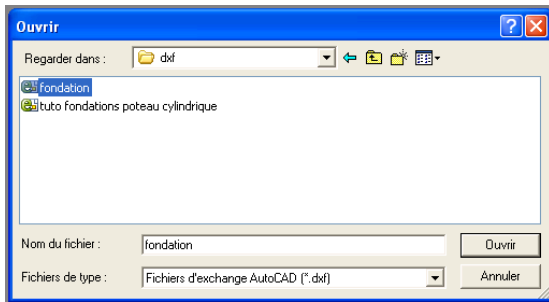 Ouvrir
Regarder dans :
dxf
fondation
tuto fondations poteau cylindrique
Nom du fichier :
fondation
Ouvrir
Fichiers de type :
Fichiers d'exchange AutoCAD (*.dxf)
Annuler